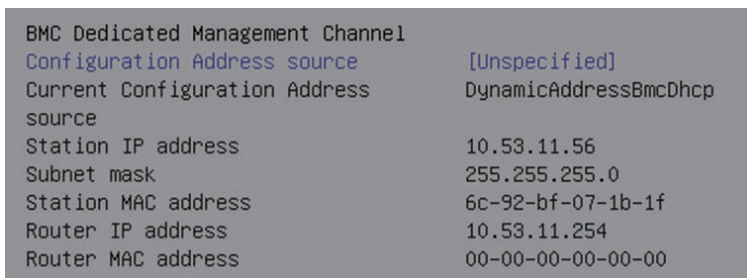 BMC Dedicated Management Channel
Configuration Address source [Unspecified]
Current Configuration Address DynamicAddressBmcDhcp
source
Station IP address 10.53.11.56
Subnet mask 255.255.255.0
Station MAC address 6c-92-bf-07-1b-1f
Router IP address 10.53.11.254
Router MAC address 00-00-00-00-00-00